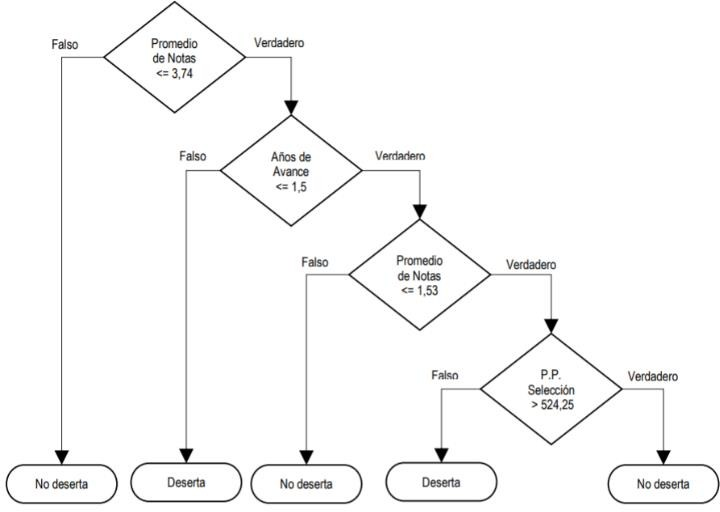 Falso
Promedio
de Notas
<= 3,74
Verdadero
Falso
Años de
Avance
<= 1,5
Verdadero
Falso
Promedio
de Notas
<= 1,53
Verdadero
Falso
P.P.
Selección
> 524,25
Verdadero
No deserta
Deserta
No deserta
Deserta
No deserta